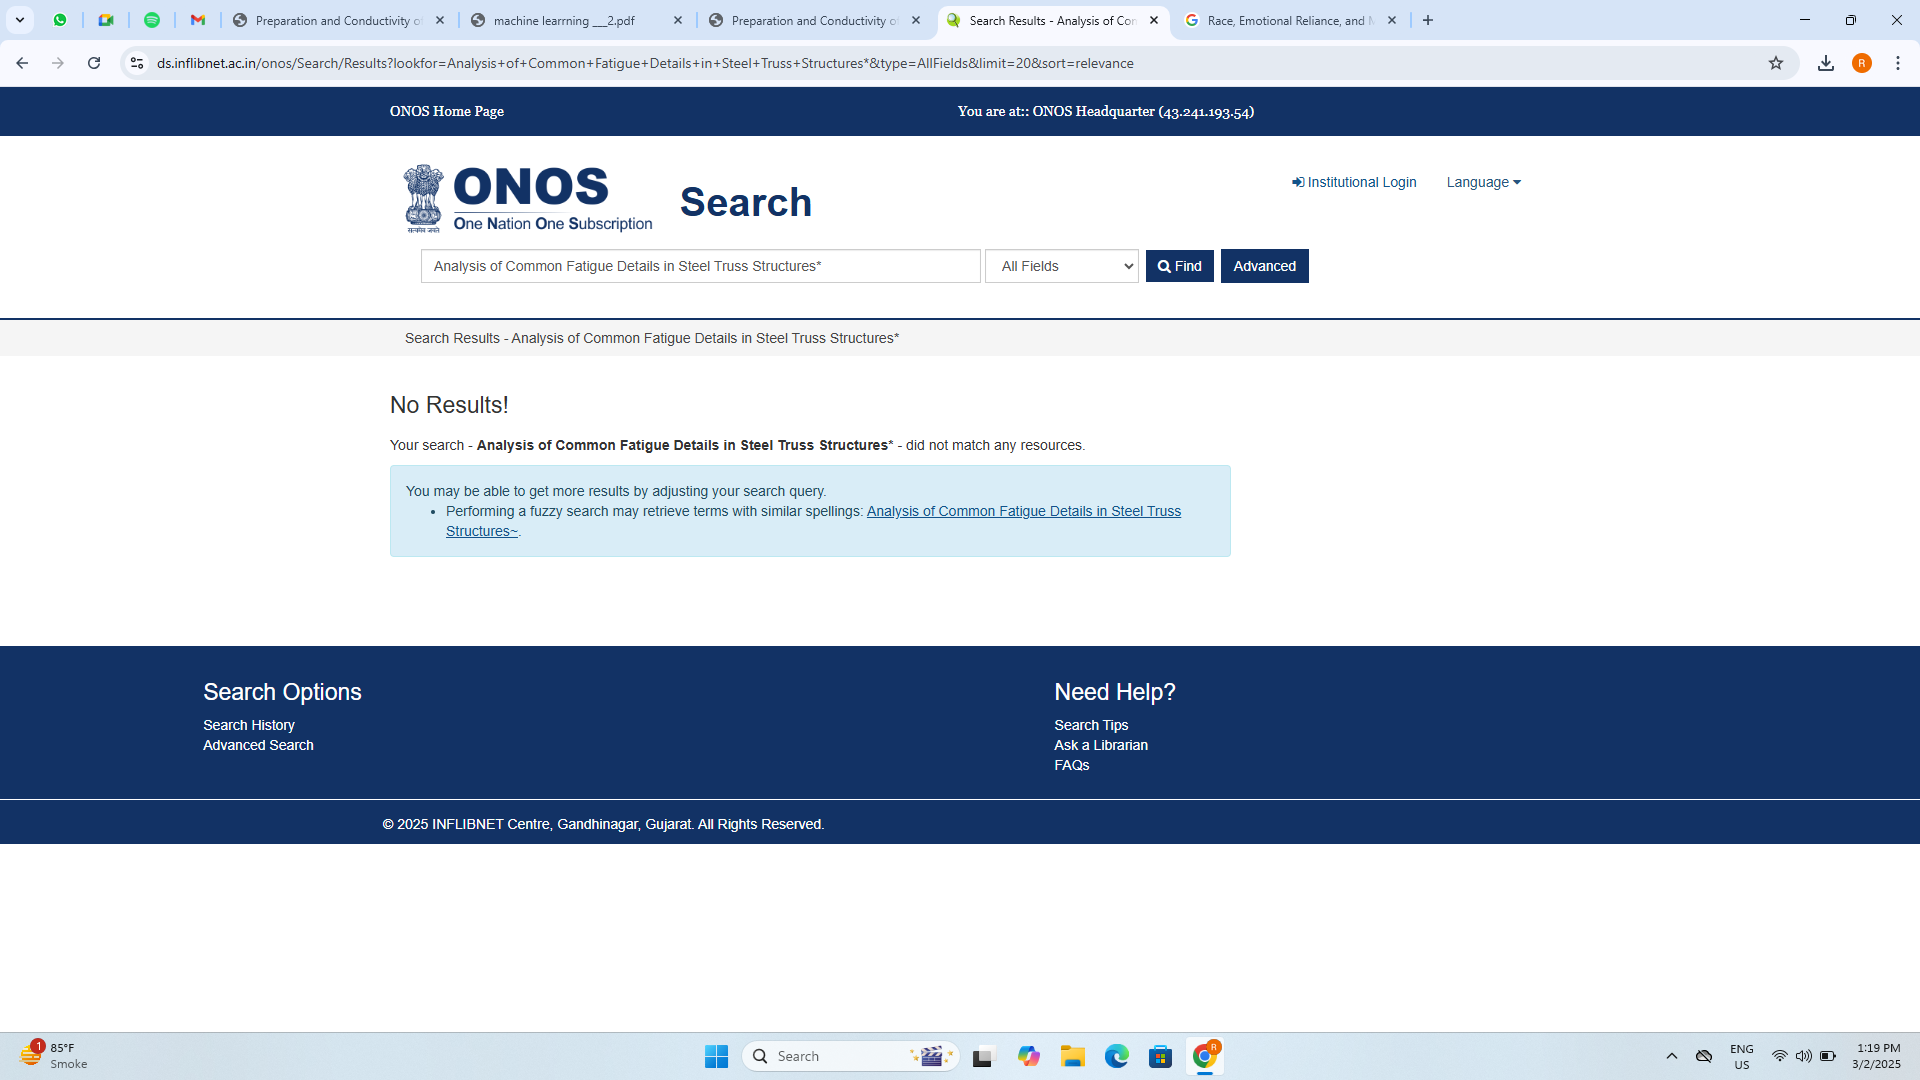 Preparation and Conductivity o
machine learrning ___2.pdf
Preparation and Conductivity o
Search Results - Analysis of Con
Race, Emotional Reliance, and M
ds.inflibnet.ac.in/onos/Search/Results?lookfor=Analysis+of+Common+Fatigue+Details+in+Steel+Truss+Structures*&type=AllFields&limit=20&sort=relevance
R
ONOS Home Page
You are at:: ONOS Headquarter (43.241.193.54)
ONOS
One Nation One Subscription
सत्यमेव जयते
Search
Institutional Login
Language
Analysis of Common Fatigue Details in Steel Truss Structures*
All Fields
Find
Advanced
Search Results - Analysis of Common Fatigue Details in Steel Truss Structures*
No Results!
Your search - Analysis of Common Fatigue Details in Steel Truss Structures* - did not match any resources.
You may be able to get more results by adjusting your search query.
Performing a fuzzy search may retrieve terms with similar spellings: Analysis of Common Fatigue Details in Steel Truss
Structures~.
Search Options
Search History
Advanced Search
Need Help?
Search Tips
Ask a Librarian
FAQs
© 2025 INFLIBNET Centre, Gandhinagar, Gujarat. All Rights Reserved.
1
85°F
Smoke
Search
R
ENG
US
1:19 PM
3/2/2025